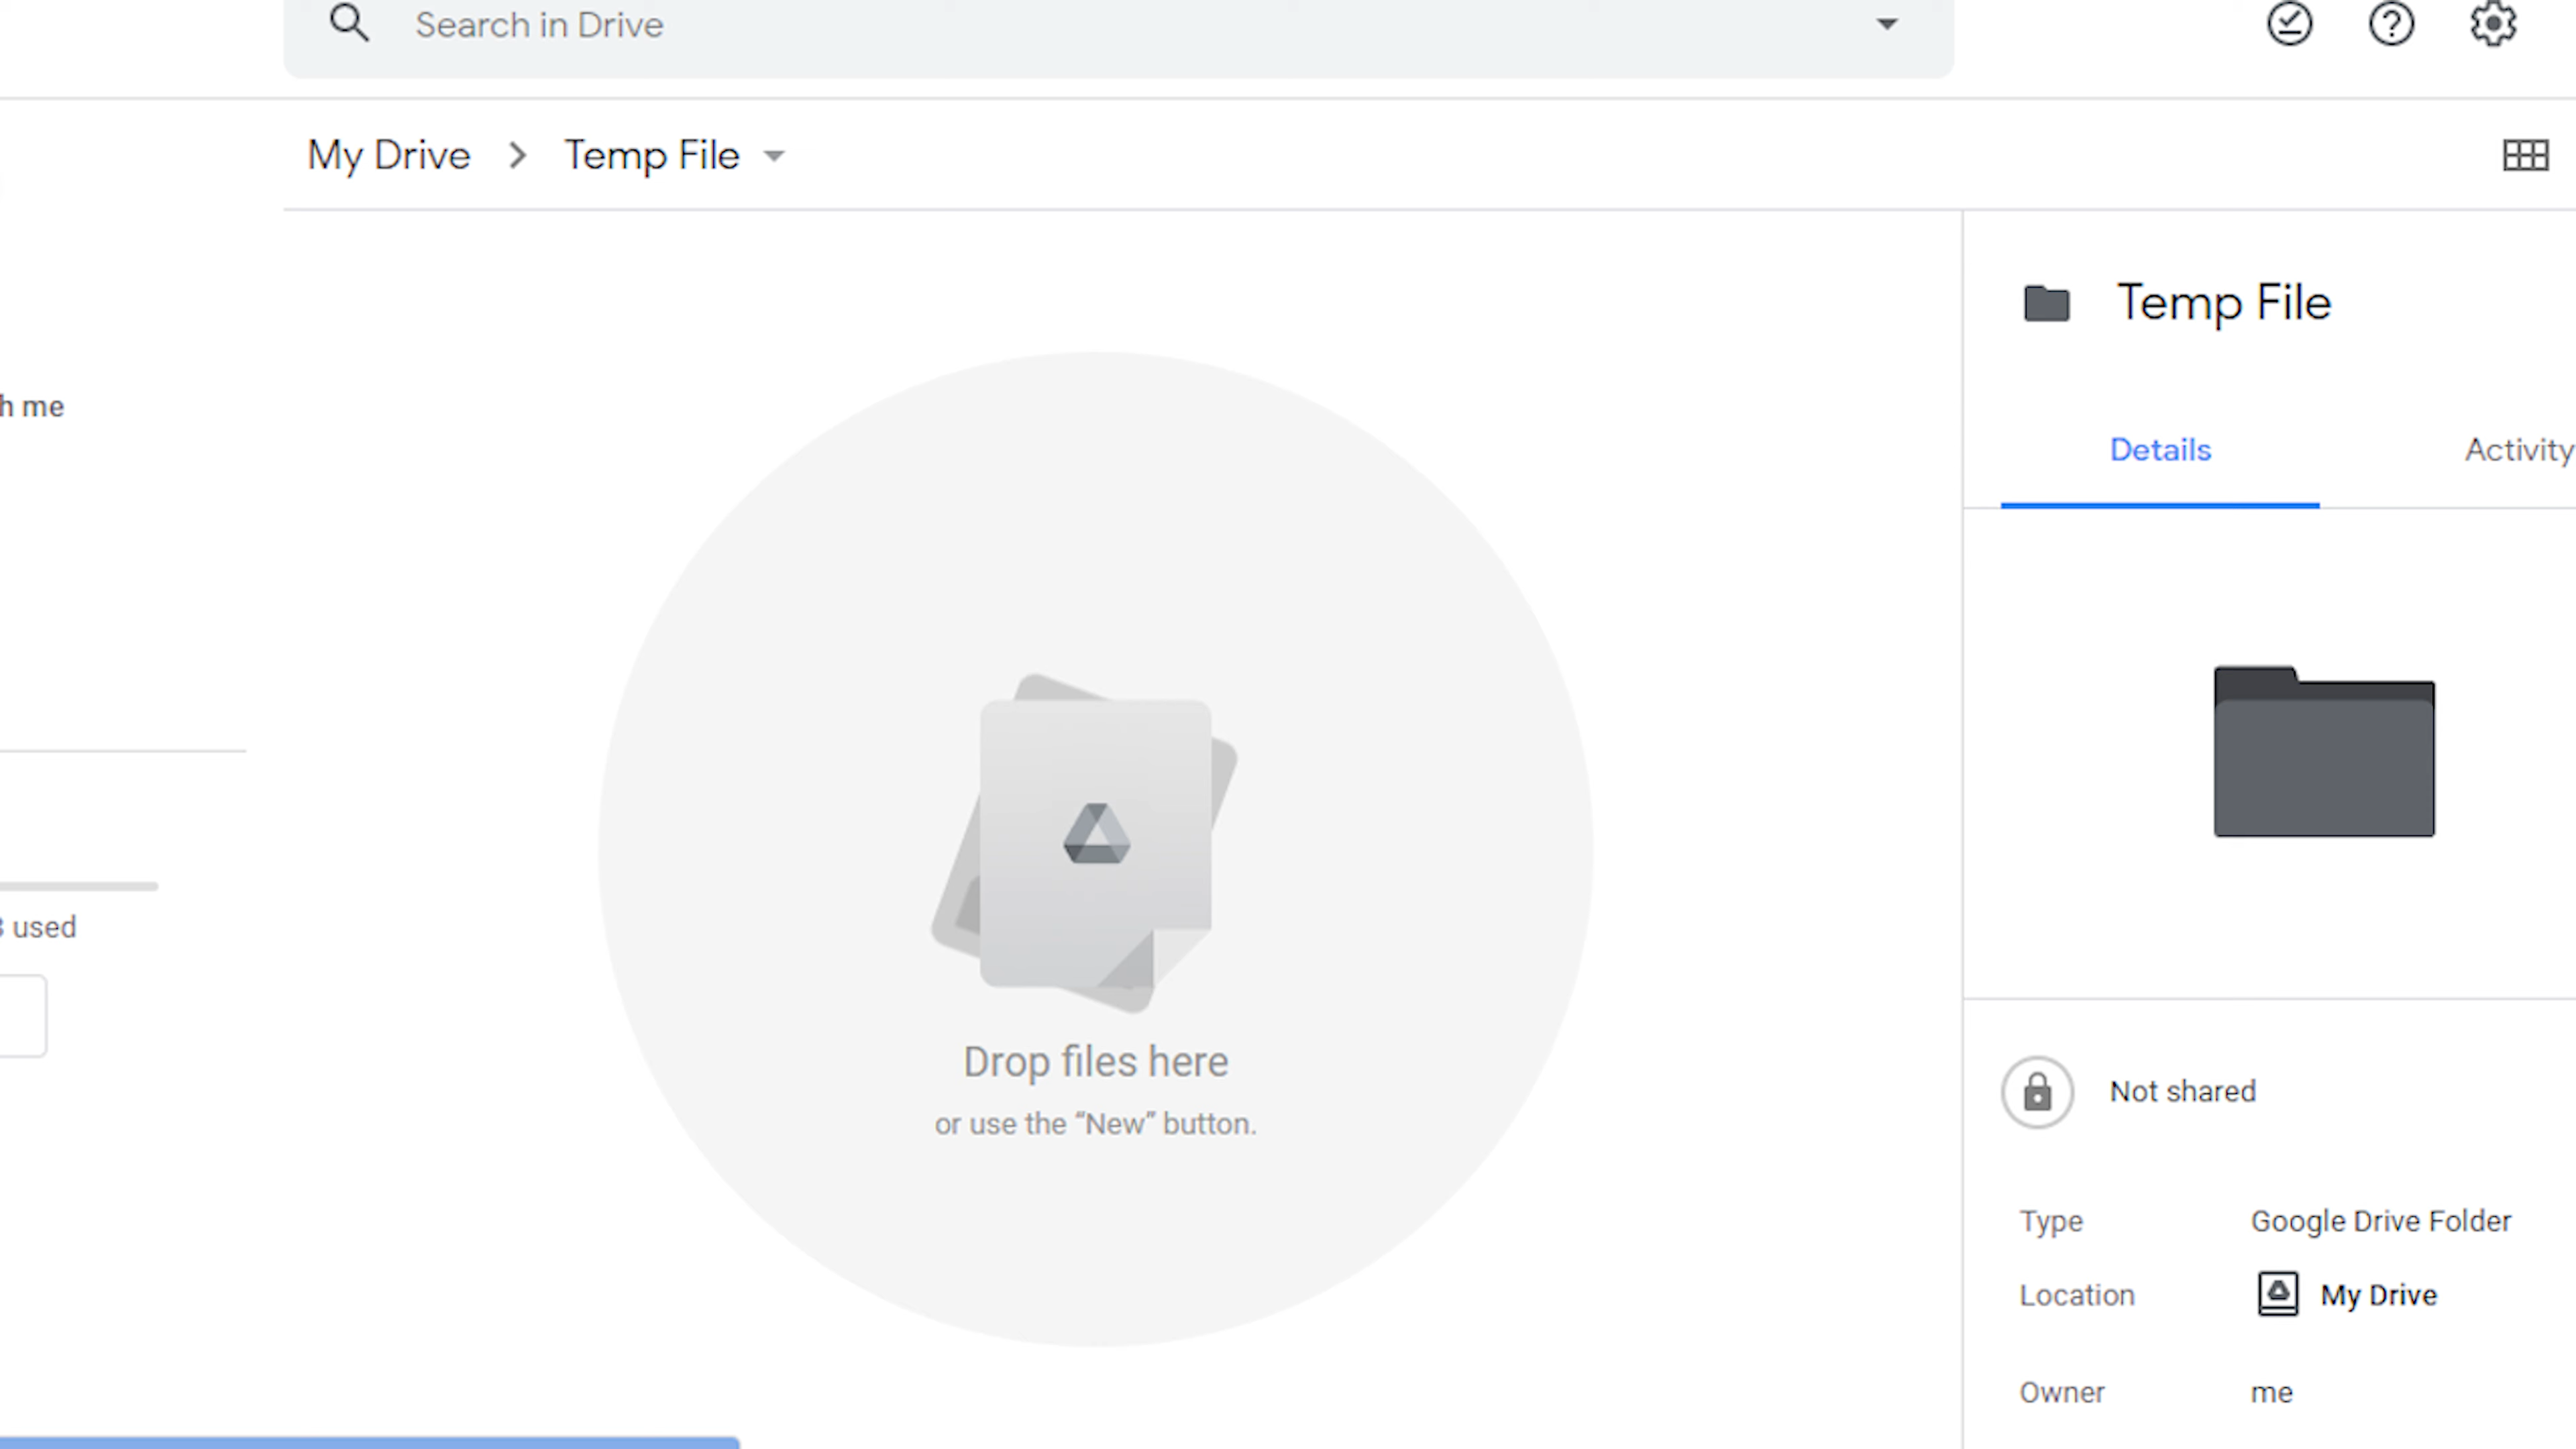 Search in Drive
My Drive > Temp File
Temp File
h me
Details
Activity
used
Drop files here
or use the “New” button.
Not shared
Type
Google Drive Folder
Location
My Drive
Owner
me